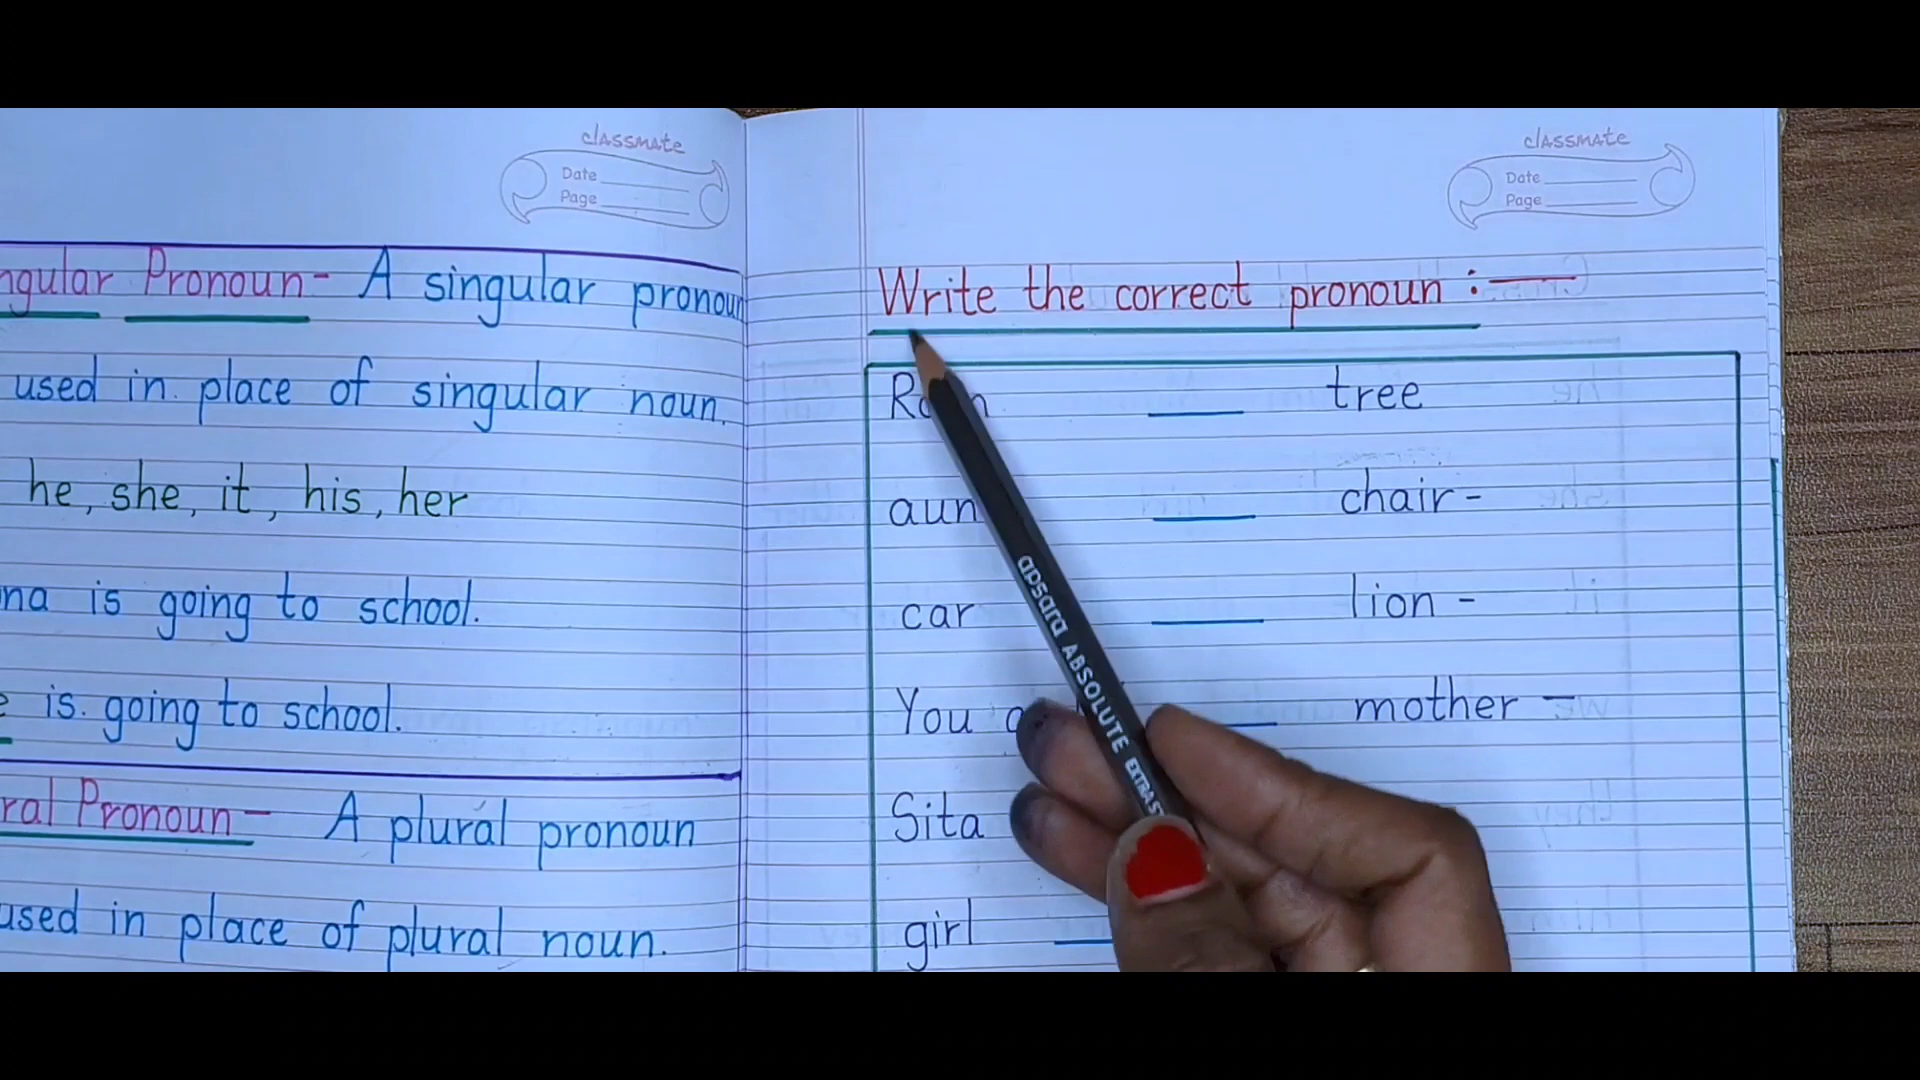 classmate
Date
Page
ngular Pronoun- A singular pronoun
used in place of singular noun.
he, she, it, his, her
na is going to school.
is going to school.
ral Pronoun- A plural pronoun
used in place of plural noun.
classmate
Date
Page
Write the correct pronoun :-
tree
chair-
car lion -
You mother -
Sita
girl
apsara ABSOLUTE